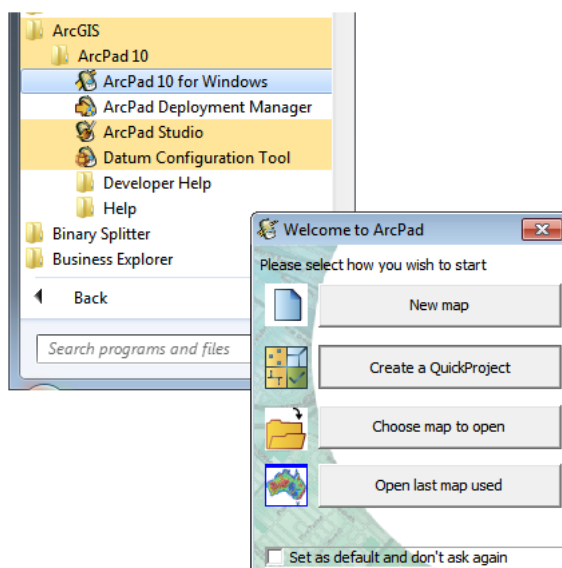 ArcGIS
ArcPad 10
ArcPad 10 for Windows
ArcPad Deployment Manager
ArcPad Studio
Datum Configuration Tool
Developer Help
Help
Binary Splitter
Business Explorer
Back
Search programs and files
Welcome to ArcPad
Please select how you wish to start
New map
Create a QuickProject
Choose map to open
Open last map used
Set as default and don't ask again